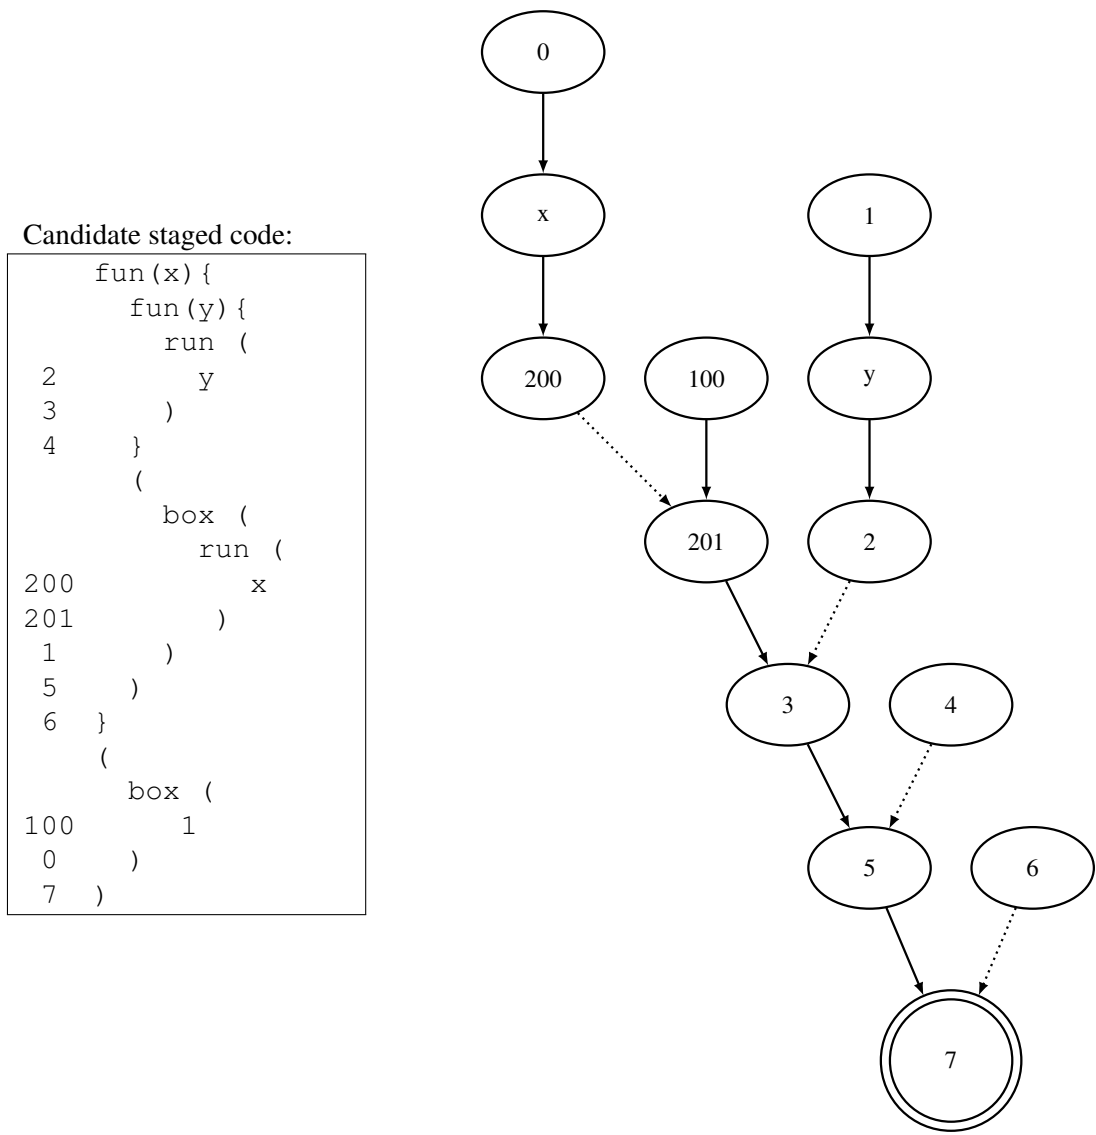 0
x
1
Candidate staged code:
fun(x){
fun(y){
run (
2 y
3 )
4 }
(
box (
run (
200 x
201 )
1 )
5 )
6 }
(
box (
100 1
0 )
7 )
200
100
y
201
2
3
4
5
6
7